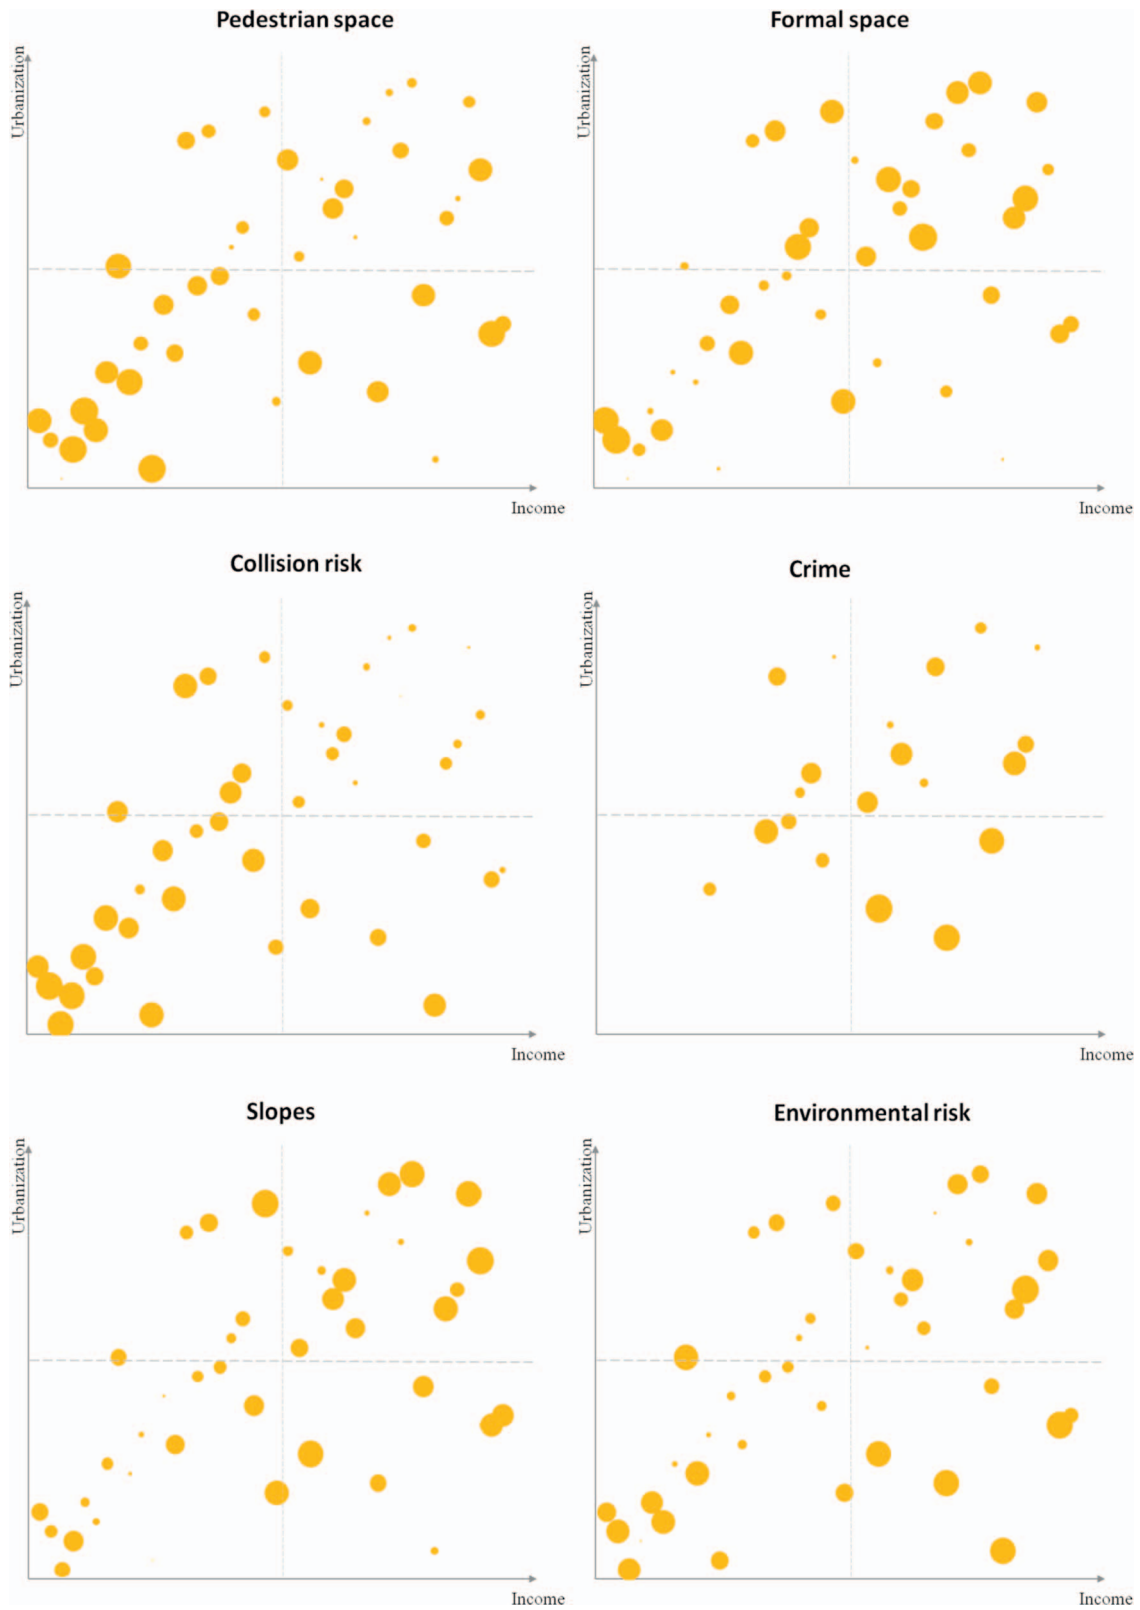 Pedestrian space
Formal space
Urbanization
Urbanization
Income
Income
Collision risk
Crime
Urbanization
Urbanization
Income
Income
Slopes
Environmental risk
Urbanization
Urbanization
Income
Income